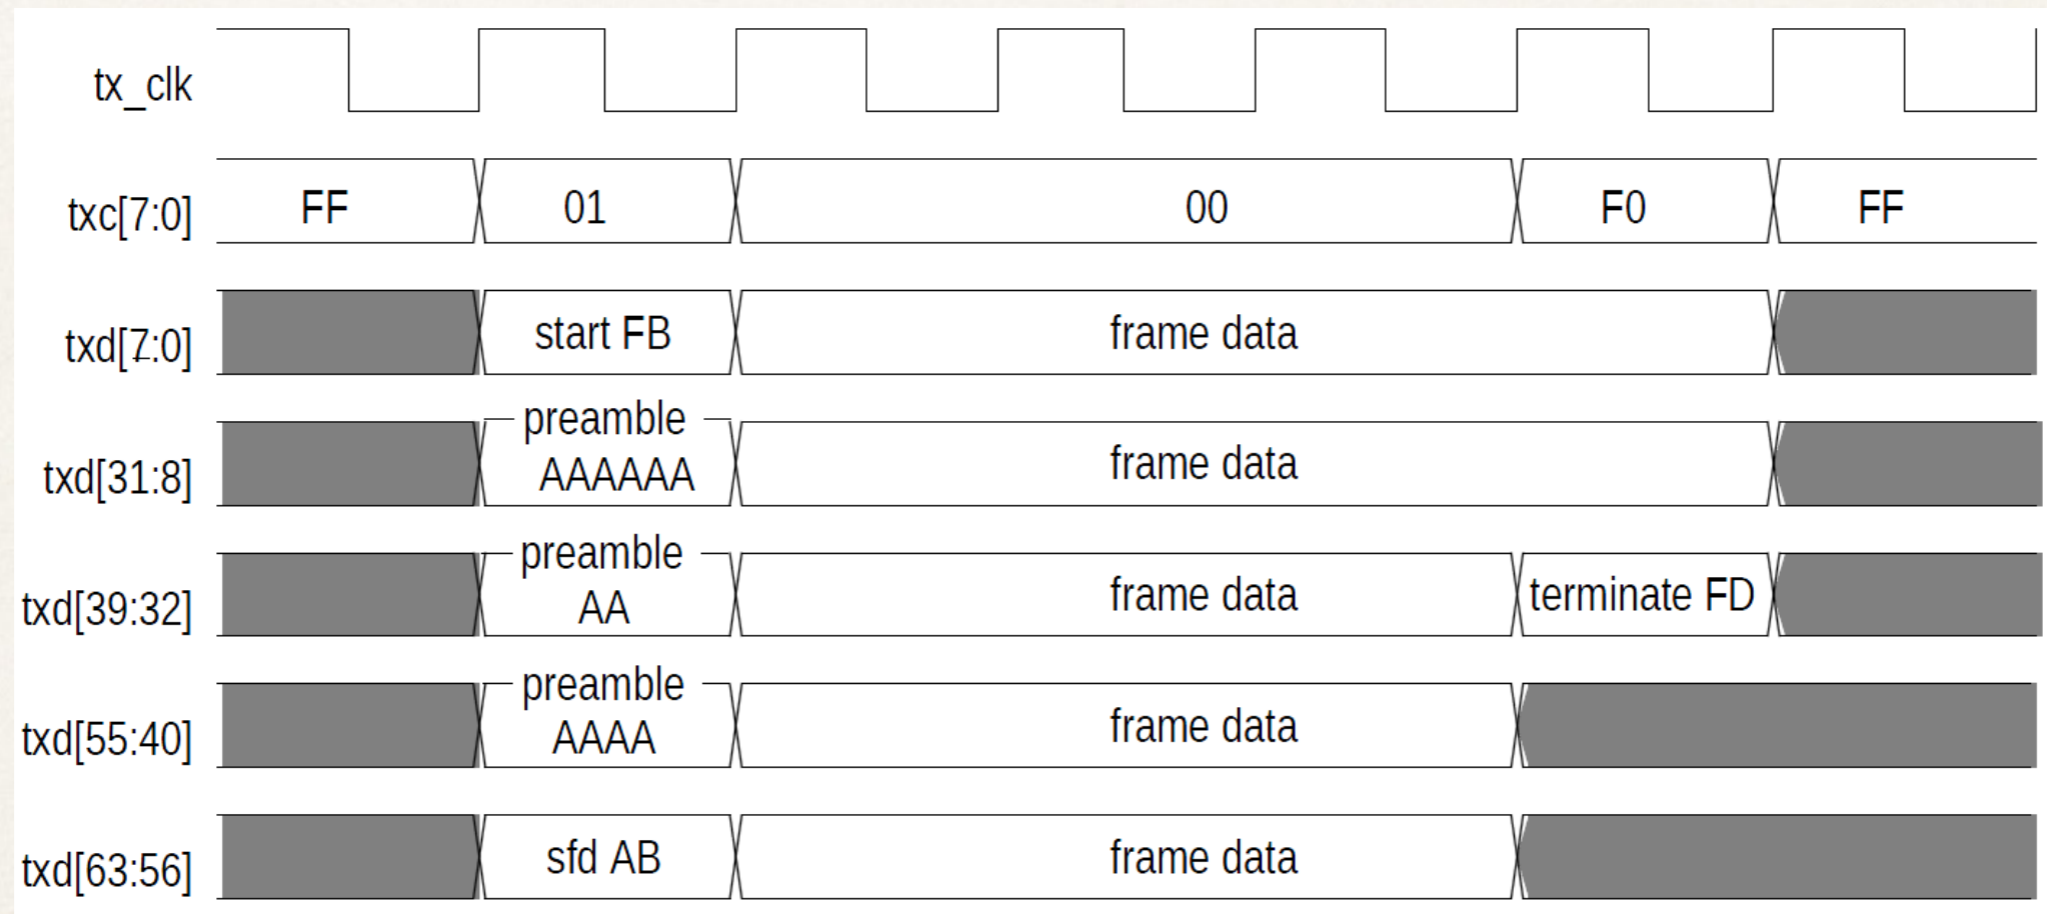 tx_clk
txc[7:0] FF 01 00 F0 FF
txd[7:0] start FB frame data
preamble
txd[31:8] AAAAAA frame data
preamble
txd[39:32] AA frame data terminate FD
preamble
txd[55:40] AAAA frame data
txd[63:56] sfd AB frame data